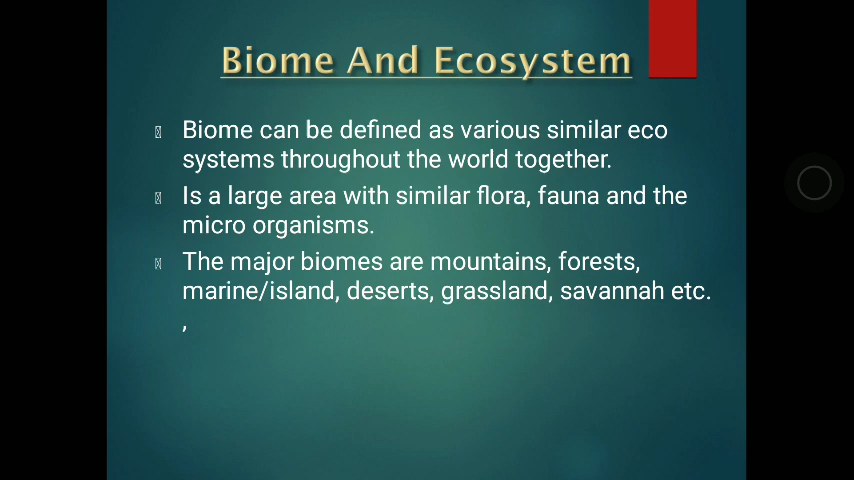 Biome And Ecosystem
Biome can be defined as various similar eco
systems throughout the world together.
Is a large area with similar flora, fauna and the
micro organisms.
The major biomes are mountains, forests,
marine/island, deserts, grassland, savannah etc.
,